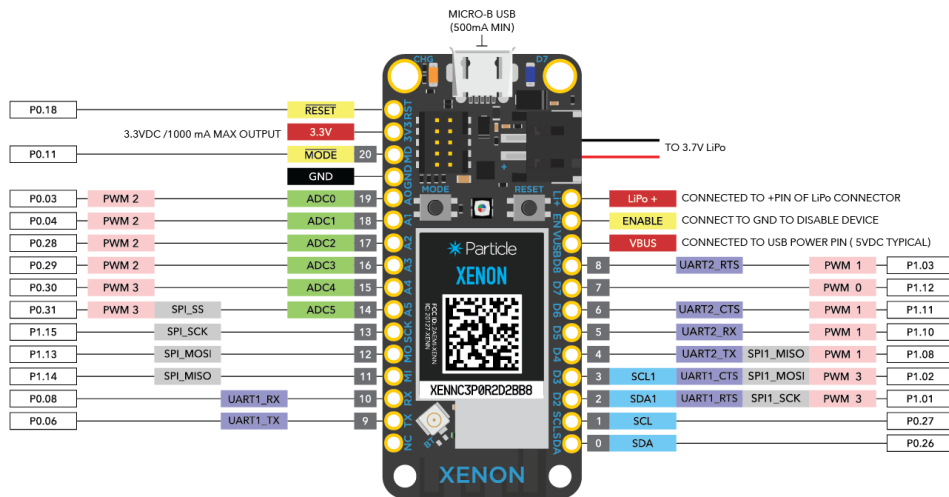 MICRO-B USB
(500mA MIN)
CHG
D7
P0.18 RESET RST
3.3VDC /1000 mA MAX OUTPUT 3.3V 3V3
P0.11 MODE 20 MD
GND GND
TO 3.7V LiPo
MODE RESET
P0.03 PWM 2 ADC0 19 A0
P0.04 PWM 2 ADC1 18 A1
P0.28 PWM 2 ADC2 17 A2
P0.29 PWM 2 ADC3 16 A3
P0.30 PWM 3 ADC4 15 A4
P0.31 PWM 3 SPI_SS ADC5 14 A5
P1.15 SPI_SCK 13 SCK
P1.13 SPI_MOSI 12 MO
P1.14 SPI_MISO 11 MI
P0.08 UART1_RX 10 RX
P0.06 UART1_TX 9 TX
NC
Particle
XENON
FCC ID: 2AEMI-XENN
IC: 20127-XENN
XENNC3P0R2D2BB8
BT
XENON
Li+ LiPo + CONNECTED TO +PIN OF LiPo CONNECTOR
EN ENABLE CONNECT TO GND TO DISABLE DEVICE
VUSB VBUS CONNECTED TO USB POWER PIN ( 5VDC TYPICAL)
D8 8 UART2_RTS PWM 1 P1.03
D7 7 PWM 0 P1.12
D6 6 UART2_CTS PWM 1 P1.11
D5 5 UART2_RX PWM 1 P1.10
D4 4 UART2_TX SPI1_MISO PWM 1 P1.08
D3 3 SCL1 UART1_CTS SPI1_MOSI PWM 3 P1.02
D2 2 SDA1 UART1_RTS SPI1_SCK PWM 3 P1.01
SCL 1 SCL P0.27
SDA 0 SDA P0.26